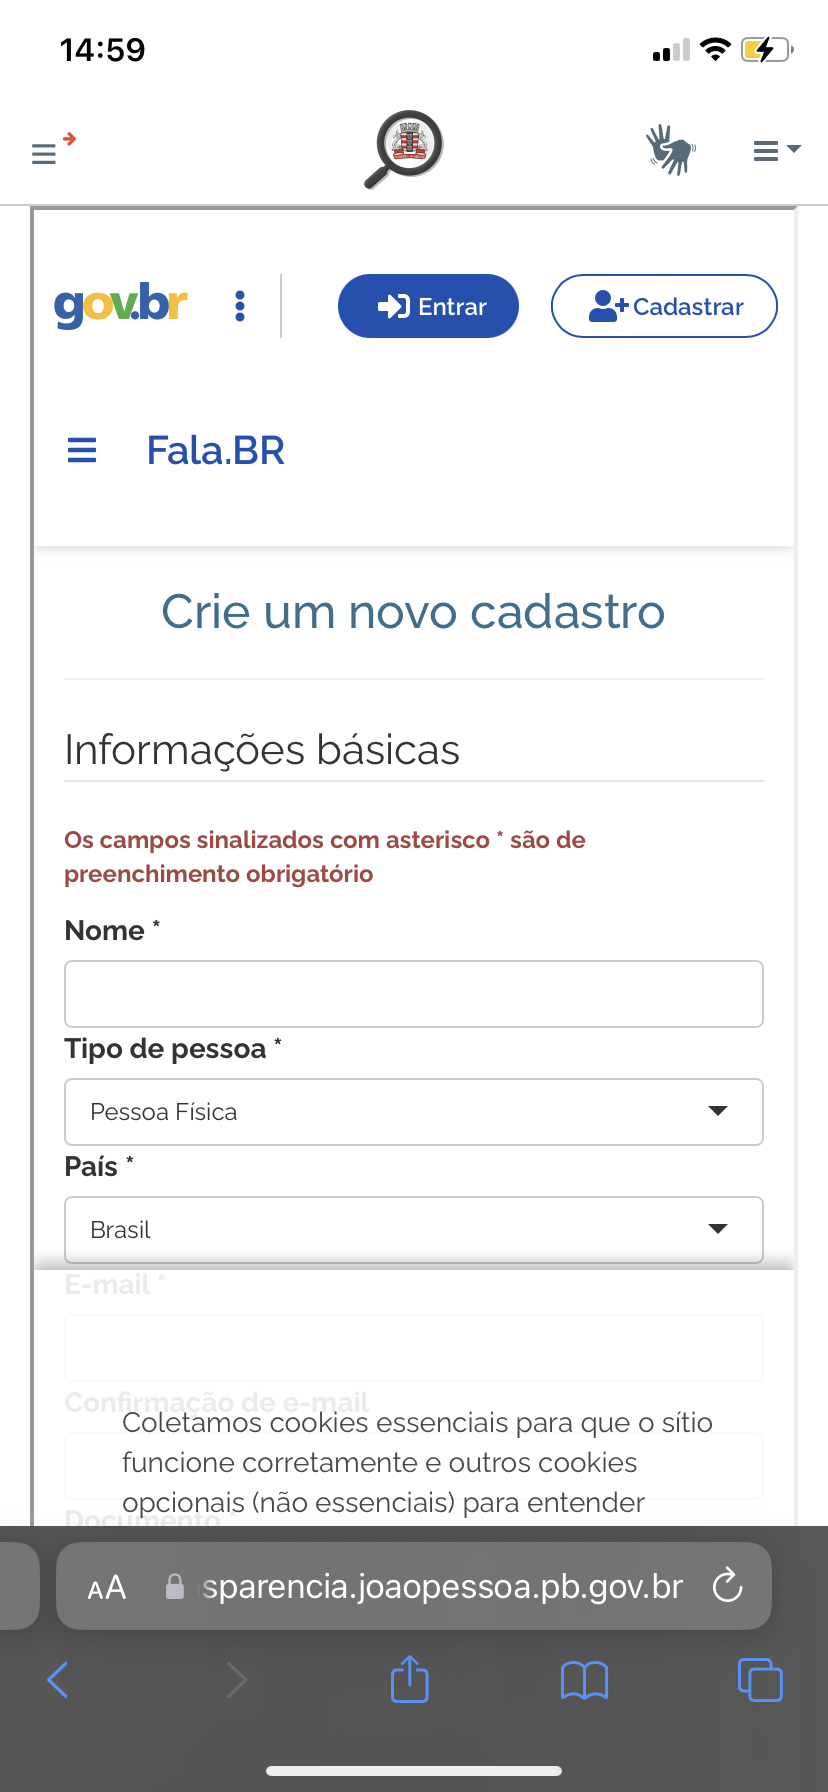 14:59
gov.br
Entrar
Cadastrar
Fala.BR
Crie um novo cadastro
Informações básicas
Os campos sinalizados com asterisco * são de
preenchimento obrigatório
Nome *
Tipo de pessoa *
Pessoa Física
País *
Brasil
E-mail *
Confirmação de e-mail
Coletamos cookies essenciais para que o sítio
funcione corretamente e outros cookies
opcionais (não essenciais) para entender
Documento *
AA
sparencia.joaopessoa.pb.gov.br